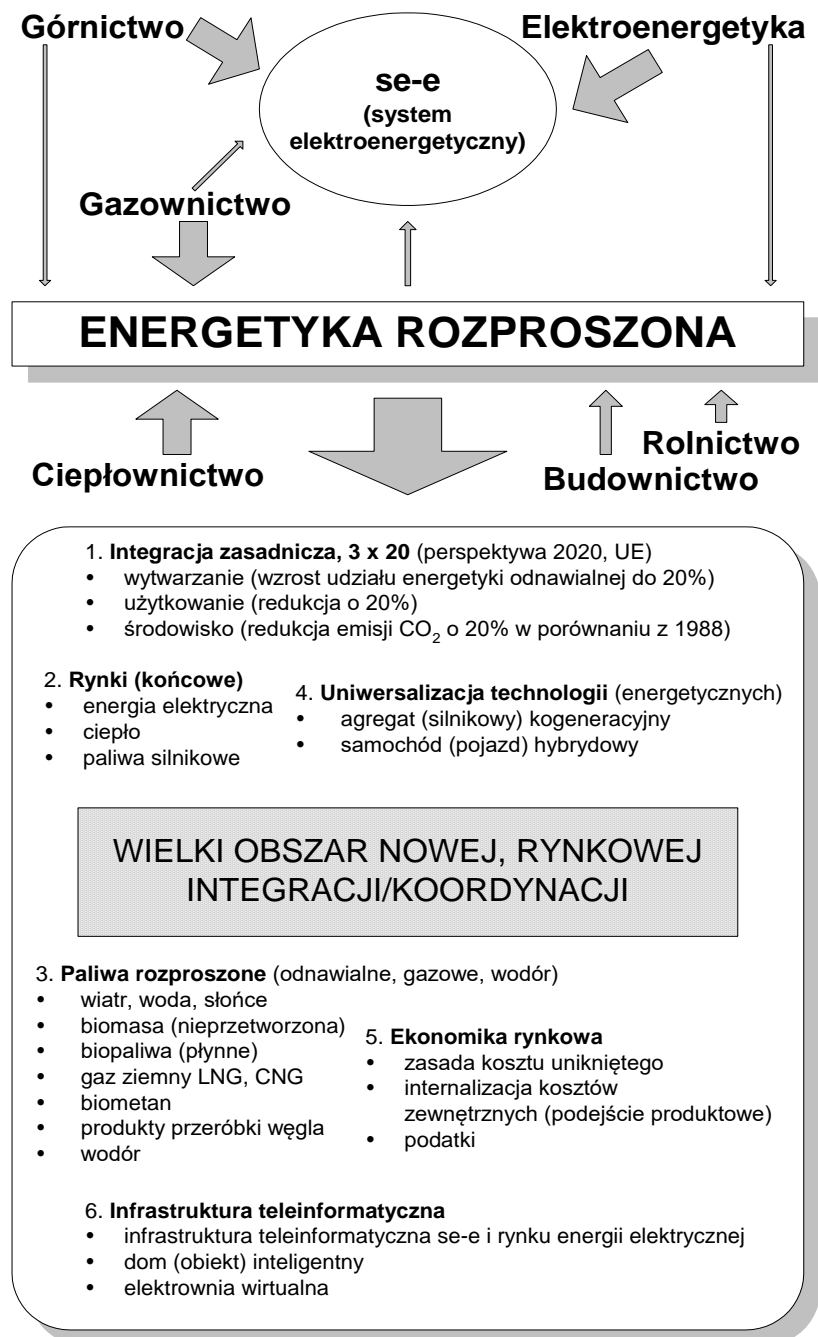 Górnictwo
Elektroenergetyka
se-e
(system
elektroenergetyczny)
Gazownictwo
ENERGETYKA ROZPROSZONA
Ciepłownictwo
Rolnictwo
Budownictwo
1. Integracja zasadnicza, 3 x 20 (perspektywa 2020, UE)
• wytwarzanie (wzrost udziału energetyki odnawialnej do 20%)
• użytkowanie (redukcja o 20%)
• środowisko (redukcja emisji CO₂ o 20% w porównaniu z 1988)
2. Rynki (końcowe)
• energia elektryczna
• ciepło
• paliwa silnikowe
4. Uniwersalizacja technologii (energetycznych)
• agregat (silnikowy) kogeneracyjny
• samochód (pojazd) hybrydowy
WIELKI OBSZAR NOWEJ, RYNKOWEJ
INTEGRACJI/KOORDYNACJI
3. Paliwa rozproszone (odnawialne, gazowe, wodór)
• wiatr, woda, słońce
• biomasa (nieprzetworzona)
• biopaliwa (płynne)
• gaz ziemny LNG, CNG
• biometan
• produkty przeróbki węgla
• wodór
5. Ekonomika rynkowa
• zasada kosztu unikniętego
• internalizacja kosztów
zewnętrznych (podejście produktowe)
• podatki
6. Infrastruktura teleinformatyczna
• infrastruktura teleinformatyczna se-e i rynku energii elektrycznej
• dom (obiekt) inteligentny
• elektrownia wirtualna